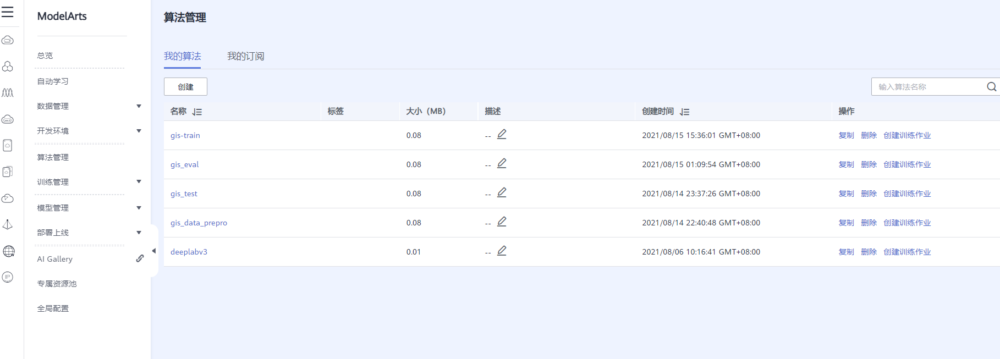 ModelArts
总览
自动学习
数据管理
开发环境
算法管理
训练管理
模型管理
部署上线
AI Gallery
专属资源池
全局配置
算法管理
我的算法 我的订阅
创建
输入算法名称
名称 标签 大小（MB） 描述 创建时间 操作
gis-train 0.08 -- 2021/08/15 15:36:01 GMT+08:00 复制 删除 创建训练作业
gis_eval 0.08 -- 2021/08/15 01:09:54 GMT+08:00 复制 删除 创建训练作业
gis_test 0.08 -- 2021/08/14 23:37:26 GMT+08:00 复制 删除 创建训练作业
gis_data_prepro 0.08 -- 2021/08/14 22:40:48 GMT+08:00 复制 删除 创建训练作业
deeplabv3 0.01 -- 2021/08/06 10:16:41 GMT+08:00 复制 删除 创建训练作业
W
IP